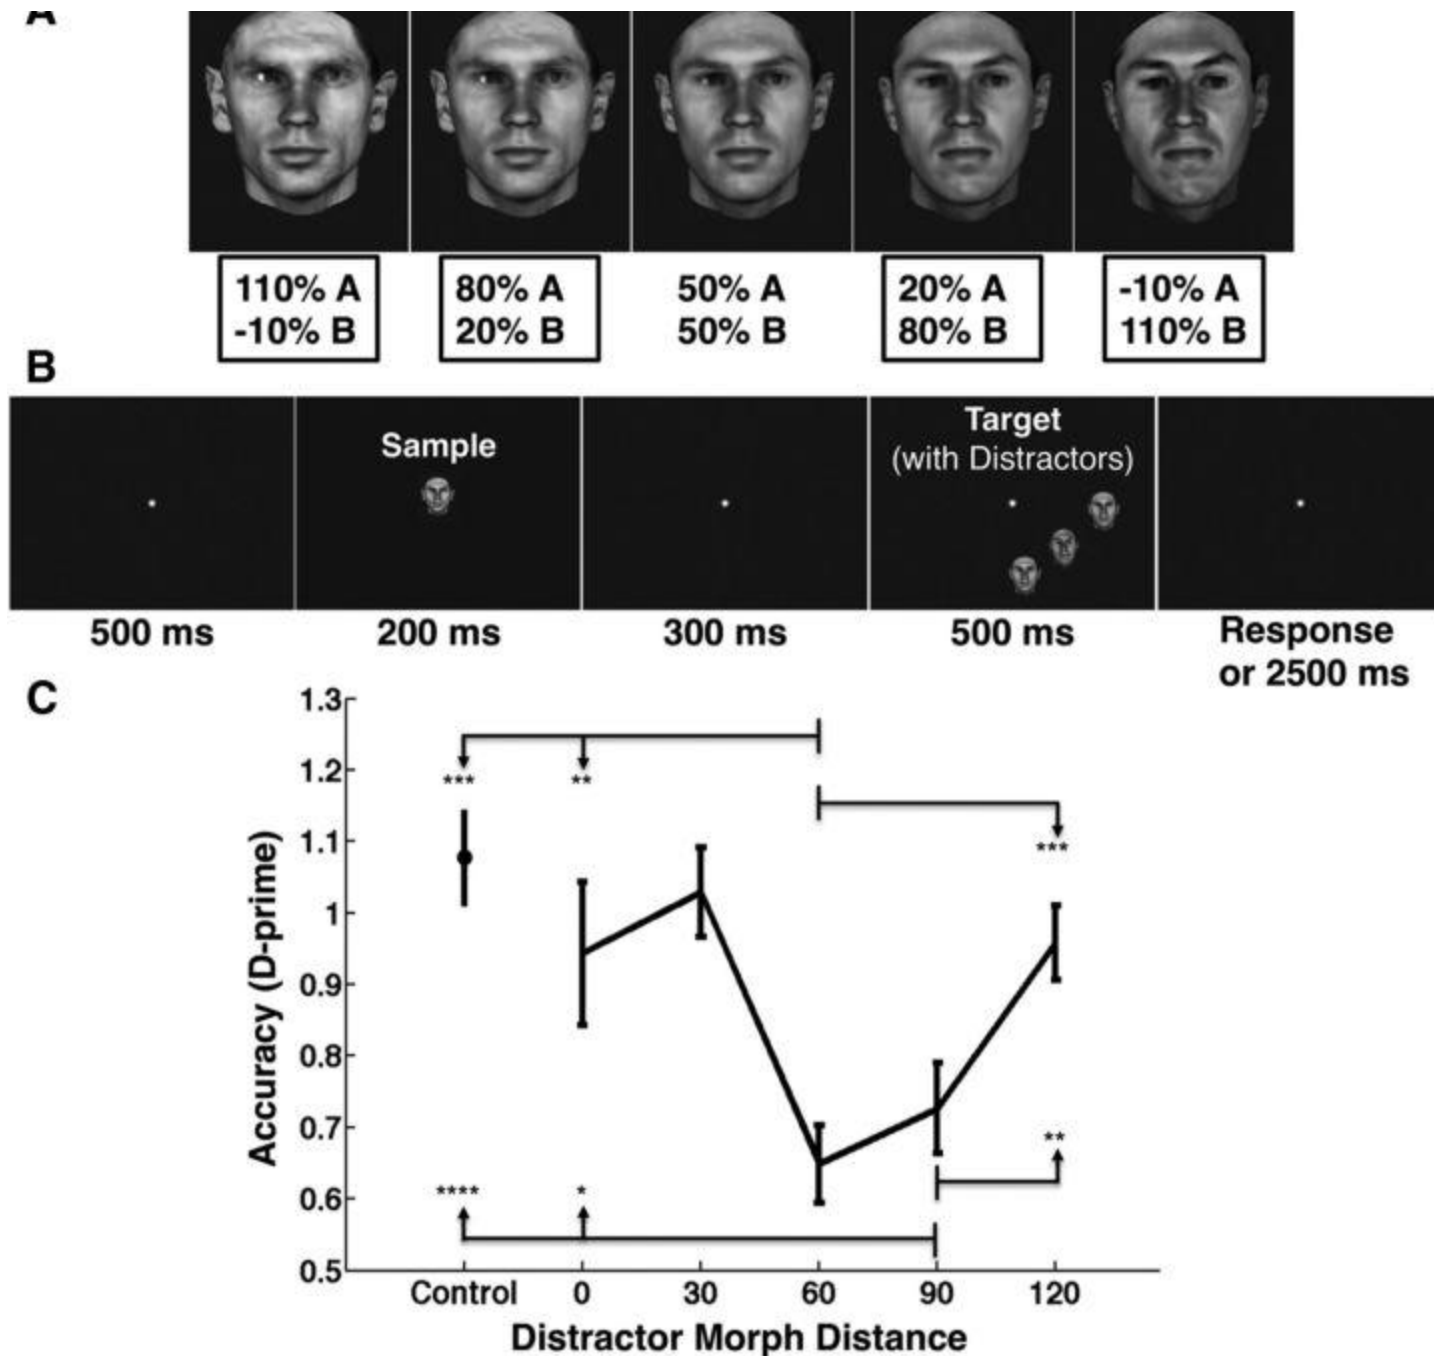 A
110% A
-10% B
80% A
20% B
50% A
50% B
20% A
80% B
-10% A
110% B
B
Sample
Target
(with Distractors)
500 ms
200 ms
300 ms
500 ms
Response
or 2500 ms
C
1.3
1.2
1.1
1
0.9
0.8
0.7
0.6
0.5
***
**
***
**
****
*
Accuracy (D-prime)
Control
0
30
60
90
120
Distractor Morph Distance